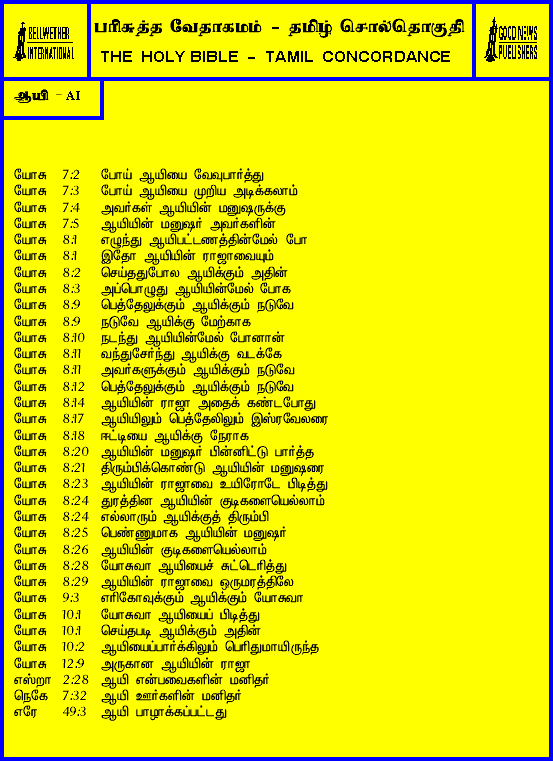 BELLWETHER
INTERNATIONAL
பரிசுத்த வேதாகமம் - தமிழ் சொல்தொகுதி
THE HOLY BIBLE - TAMIL CONCORDANCE
GOOD NEWS
PUBLISHERS
ஆயி - AI
யோசு 7:2 போய் ஆயியை வேவுபார்த்து
யோசு 7:3 போய் ஆயியை முறிய அடிக்கலாம்
யோசு 7:4 அவர்கள் ஆயியின் மனுஷருக்கு
யோசு 7:5 ஆயியின் மனுஷர் அவர்களின்
யோசு 8:1 எழுந்து ஆயிபட்டணத்தின்மேல் போ
யோசு 8:1 இதோ ஆயியின் ராஜாவையும்
யோசு 8:2 செய்ததுபோல ஆயிக்கும் அதின்
யோசு 8:3 அப்பொழுது ஆயியின்மேல் போக
யோசு 8:9 பெத்தேலுக்கும் ஆயிக்கும் நடுவே
யோசு 8:9 நடுவே ஆயிக்கு மேற்காக
யோசு 8:10 நடந்து ஆயியின்மேல் போனான்
யோசு 8:11 வந்துசேர்ந்து ஆயிக்கு வடக்கே
யோசு 8:11 அவர்களுக்கும் ஆயிக்கும் நடுவே
யோசு 8:12 பெத்தேலுக்கும் ஆயிக்கும் நடுவே
யோசு 8:14 ஆயியின் ராஜா அதைக் கண்டபோது
யோசு 8:17 ஆயியிலும் பெத்தேலிலும் இஸ்ரவேலரை
யோசு 8:18 ஈட்டியை ஆயிக்கு நேராக
யோசு 8:20 ஆயியின் மனுஷர் பின்னிட்டு பார்த்த
யோசு 8:21 திரும்பிக்கொண்டு ஆயியின் மனுஷரை
யோசு 8:23 ஆயியின் ராஜாவை உயிரோடே பிடித்து
யோசு 8:24 துரத்தின ஆயியின் குடிகளையெல்லாம்
யோசு 8:24 எல்லாரும் ஆயிக்குத் திரும்பி
யோசு 8:25 பெண்ணுமாக ஆயியின் மனுஷர்
யோசு 8:26 ஆயியின் குடிகளையெல்லாம்
யோசு 8:28 யோசுவா ஆயியைச் சுட்டெரித்து
யோசு 8:29 ஆயியின் ராஜாவை ஒருமரத்திலே
யோசு 9:3 எரிகோவுக்கும் ஆயிக்கும் யோசுவா
யோசு 10:1 யோசுவா ஆயியைப் பிடித்து
யோசு 10:1 செய்தபடி ஆயிக்கும் அதின்
யோசு 10:2 ஆயியைப்பார்க்கிலும் பெரிதுமாயிருந்த
யோசு 12:9 அருகான ஆயியின் ராஜா
எஸ்றா 2:28 ஆயி என்பவைகளின் மனிதர்
நெகே 7:32 ஆயி ஊர்களின் மனிதர்
எரே 49:3 ஆயி பாழாக்கப்பட்டது